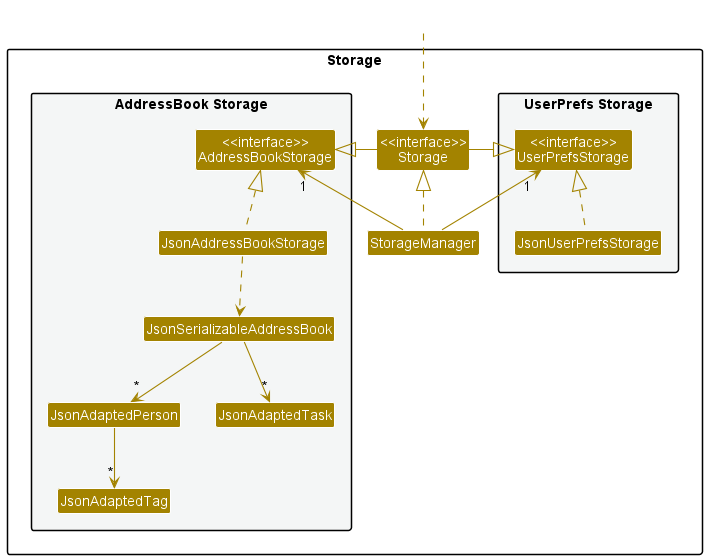 Storage
AddressBook Storage
UserPrefs Storage
<<interface>>
AddressBookStorage
<<interface>>
Storage
<<interface>>
UserPrefsStorage
1
1
JsonAddressBookStorage
StorageManager
JsonUserPrefsStorage
JsonSerializableAddressBook
*
*
JsonAdaptedPerson
JsonAdaptedTask
*
JsonAdaptedTag